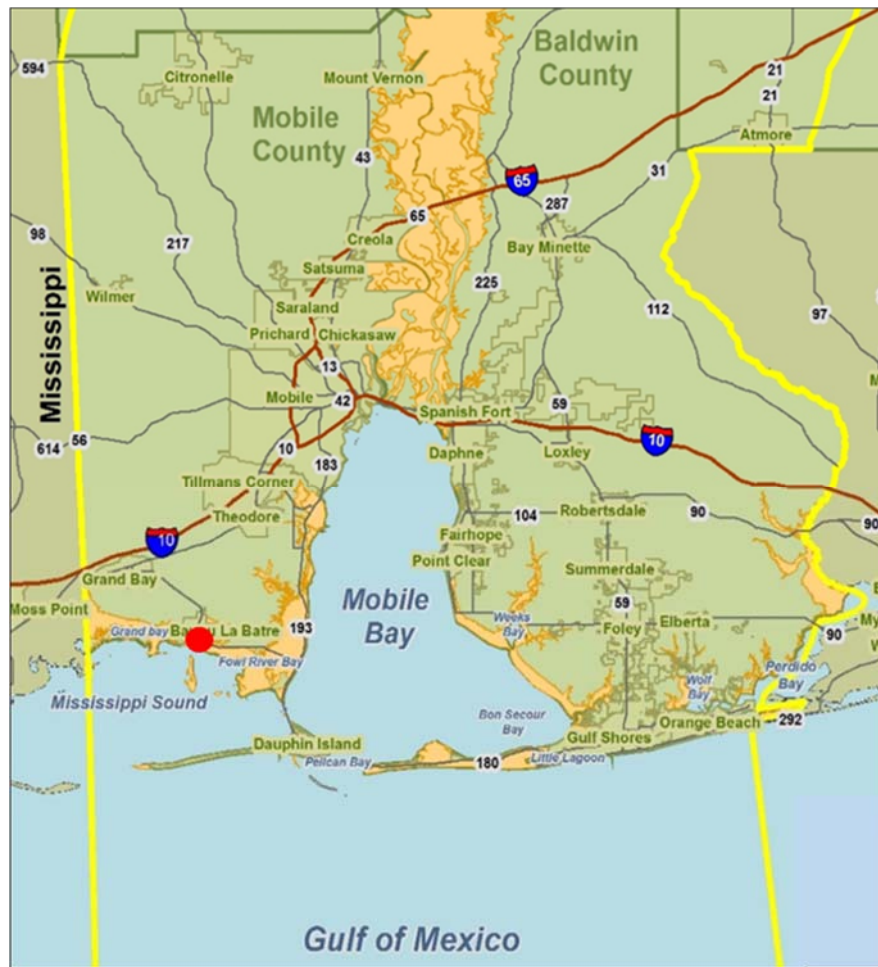 Baldwin
County
21
594
Citronelle
Mount Vernon
21
Mobile
County
Atmore
43
31
65
287
65
217
Creola
Bay Minette
98
Satsuma
225
Wilmer
Saraland
112
97
Prichard
Chickasaw
Mississippi
13
Mobile
42
59
Spanish Fort
614
56
10
10
183
Daphne
Loxley
Tillmans Corner
Theodore
104
Robertsdale
90
90
10
Fairhope
Point Clear
Grand Bay
Summerdale
Mobile
Bay
Moss Point
59
Weeks
Bay
Elberta
My
Grand bay
193
Foley
90
Fowl River Bay
Perdido
Bay
Wolf
Bay
Mississippi Sound
Bon Secour
Bay
Orange Beach
292
Dauphin Island
Gulf Shores
Pelican Bay
180
Little Lagoon
Gulf of Mexico
La Batre